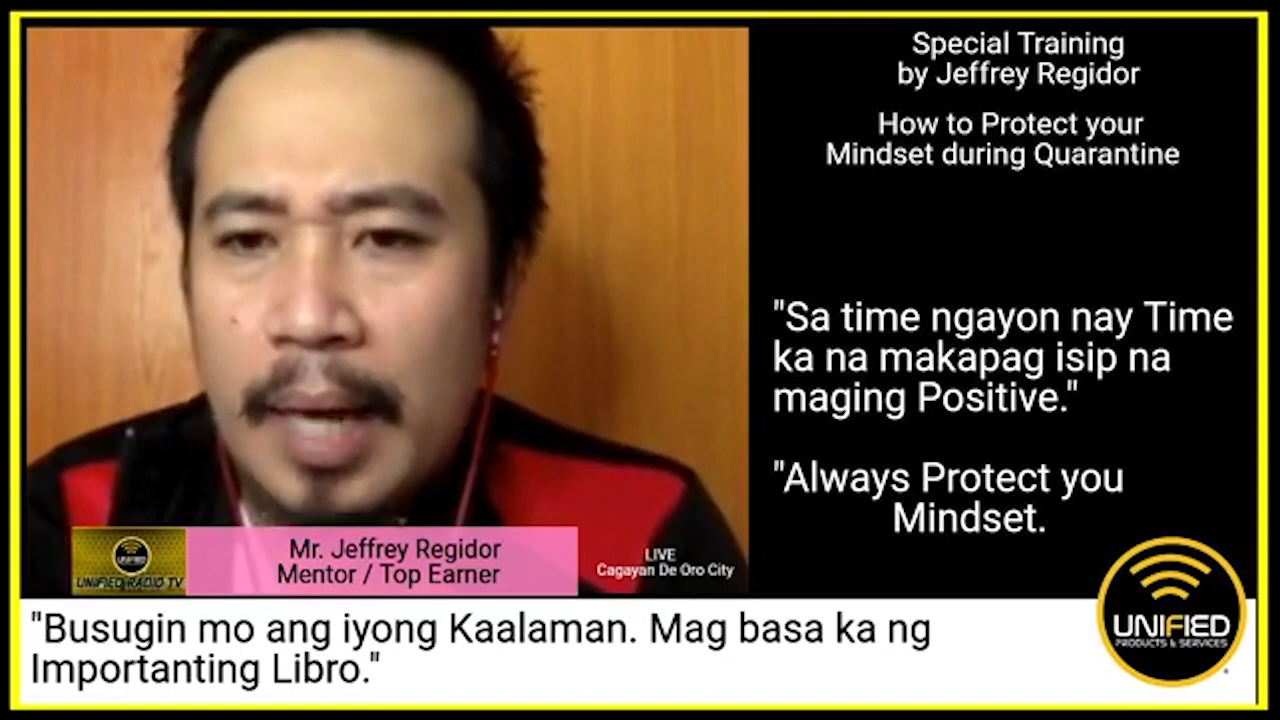 Special Training
by Jeffrey Regidor
How to Protect your
Mindset during Quarantine
"Sa time ngayon nay Time
ka na makapag isip na
maging Positive."
"Always Protect you
Mindset.
UNIFIED
UNIFIED RADIO TV
Mr. Jeffrey Regidor
Mentor / Top Earner
LIVE
Cagayan De Oro City
"Busugin mo ang iyong Kaalaman. Mag basa ka ng
Importanting Libro."
UNIFIED
PRODUCTS & SERVICES